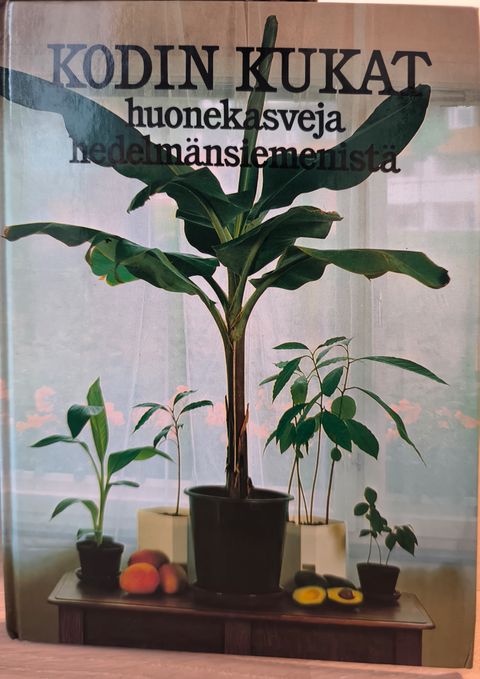 KODIN KUKAT
huonekasveja
hedelmänsiemenistä